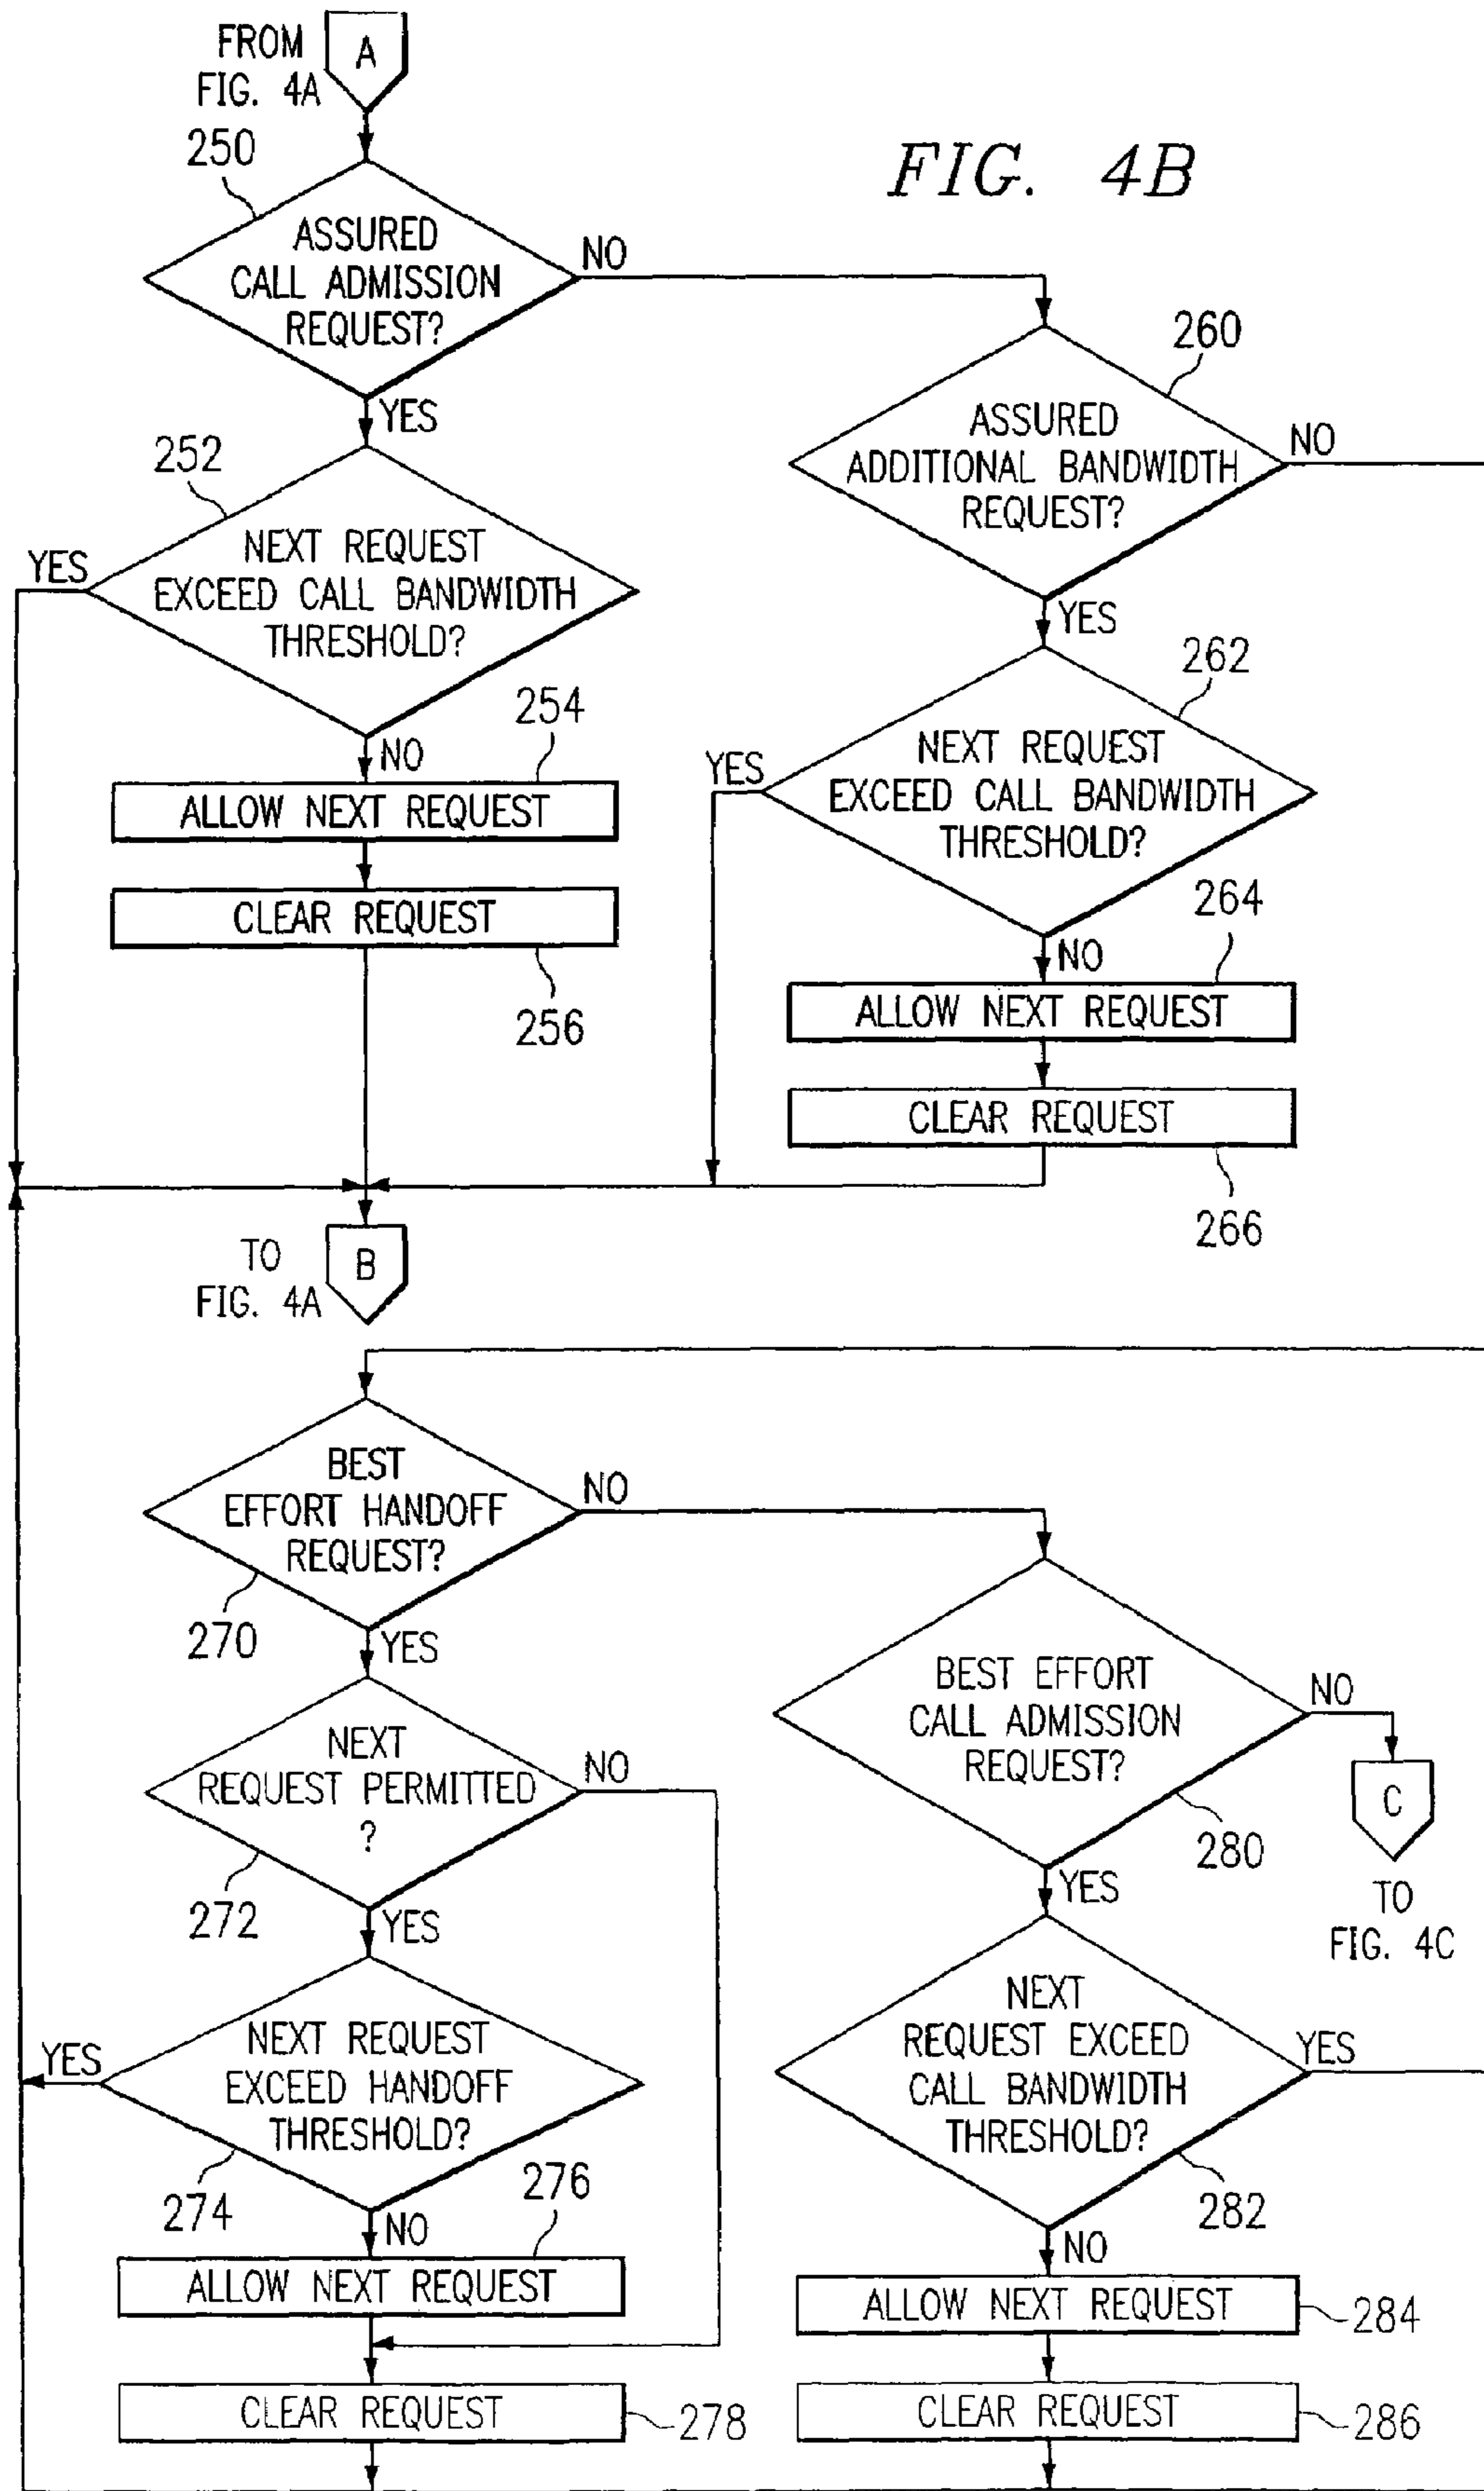 FROM
FIG. 4A
A
FIG. 4B
250
ASSURED
CALL ADMISSION
REQUEST?
NO
YES
260
ASSURED
ADDITIONAL BANDWIDTH
REQUEST?
NO
YES
252
NEXT REQUEST
EXCEED CALL BANDWIDTH
THRESHOLD?
YES
NO
254
ALLOW NEXT REQUEST
CLEAR REQUEST
256
262
NEXT REQUEST
EXCEED CALL BANDWIDTH
THRESHOLD?
YES
NO
264
ALLOW NEXT REQUEST
CLEAR REQUEST
266
TO
FIG. 4A
B
BEST
EFFORT HANDOFF
REQUEST?
NO
270
YES
NEXT
REQUEST PERMITTED
?
NO
272
YES
NEXT REQUEST
EXCEED HANDOFF
THRESHOLD?
YES
274
NO
276
ALLOW NEXT REQUEST
CLEAR REQUEST
278
BEST EFFORT
CALL ADMISSION
REQUEST?
NO
280
C
TO
FIG. 4C
YES
NEXT
REQUEST EXCEED
CALL BANDWIDTH
THRESHOLD?
YES
282
NO
ALLOW NEXT REQUEST
284
CLEAR REQUEST
286